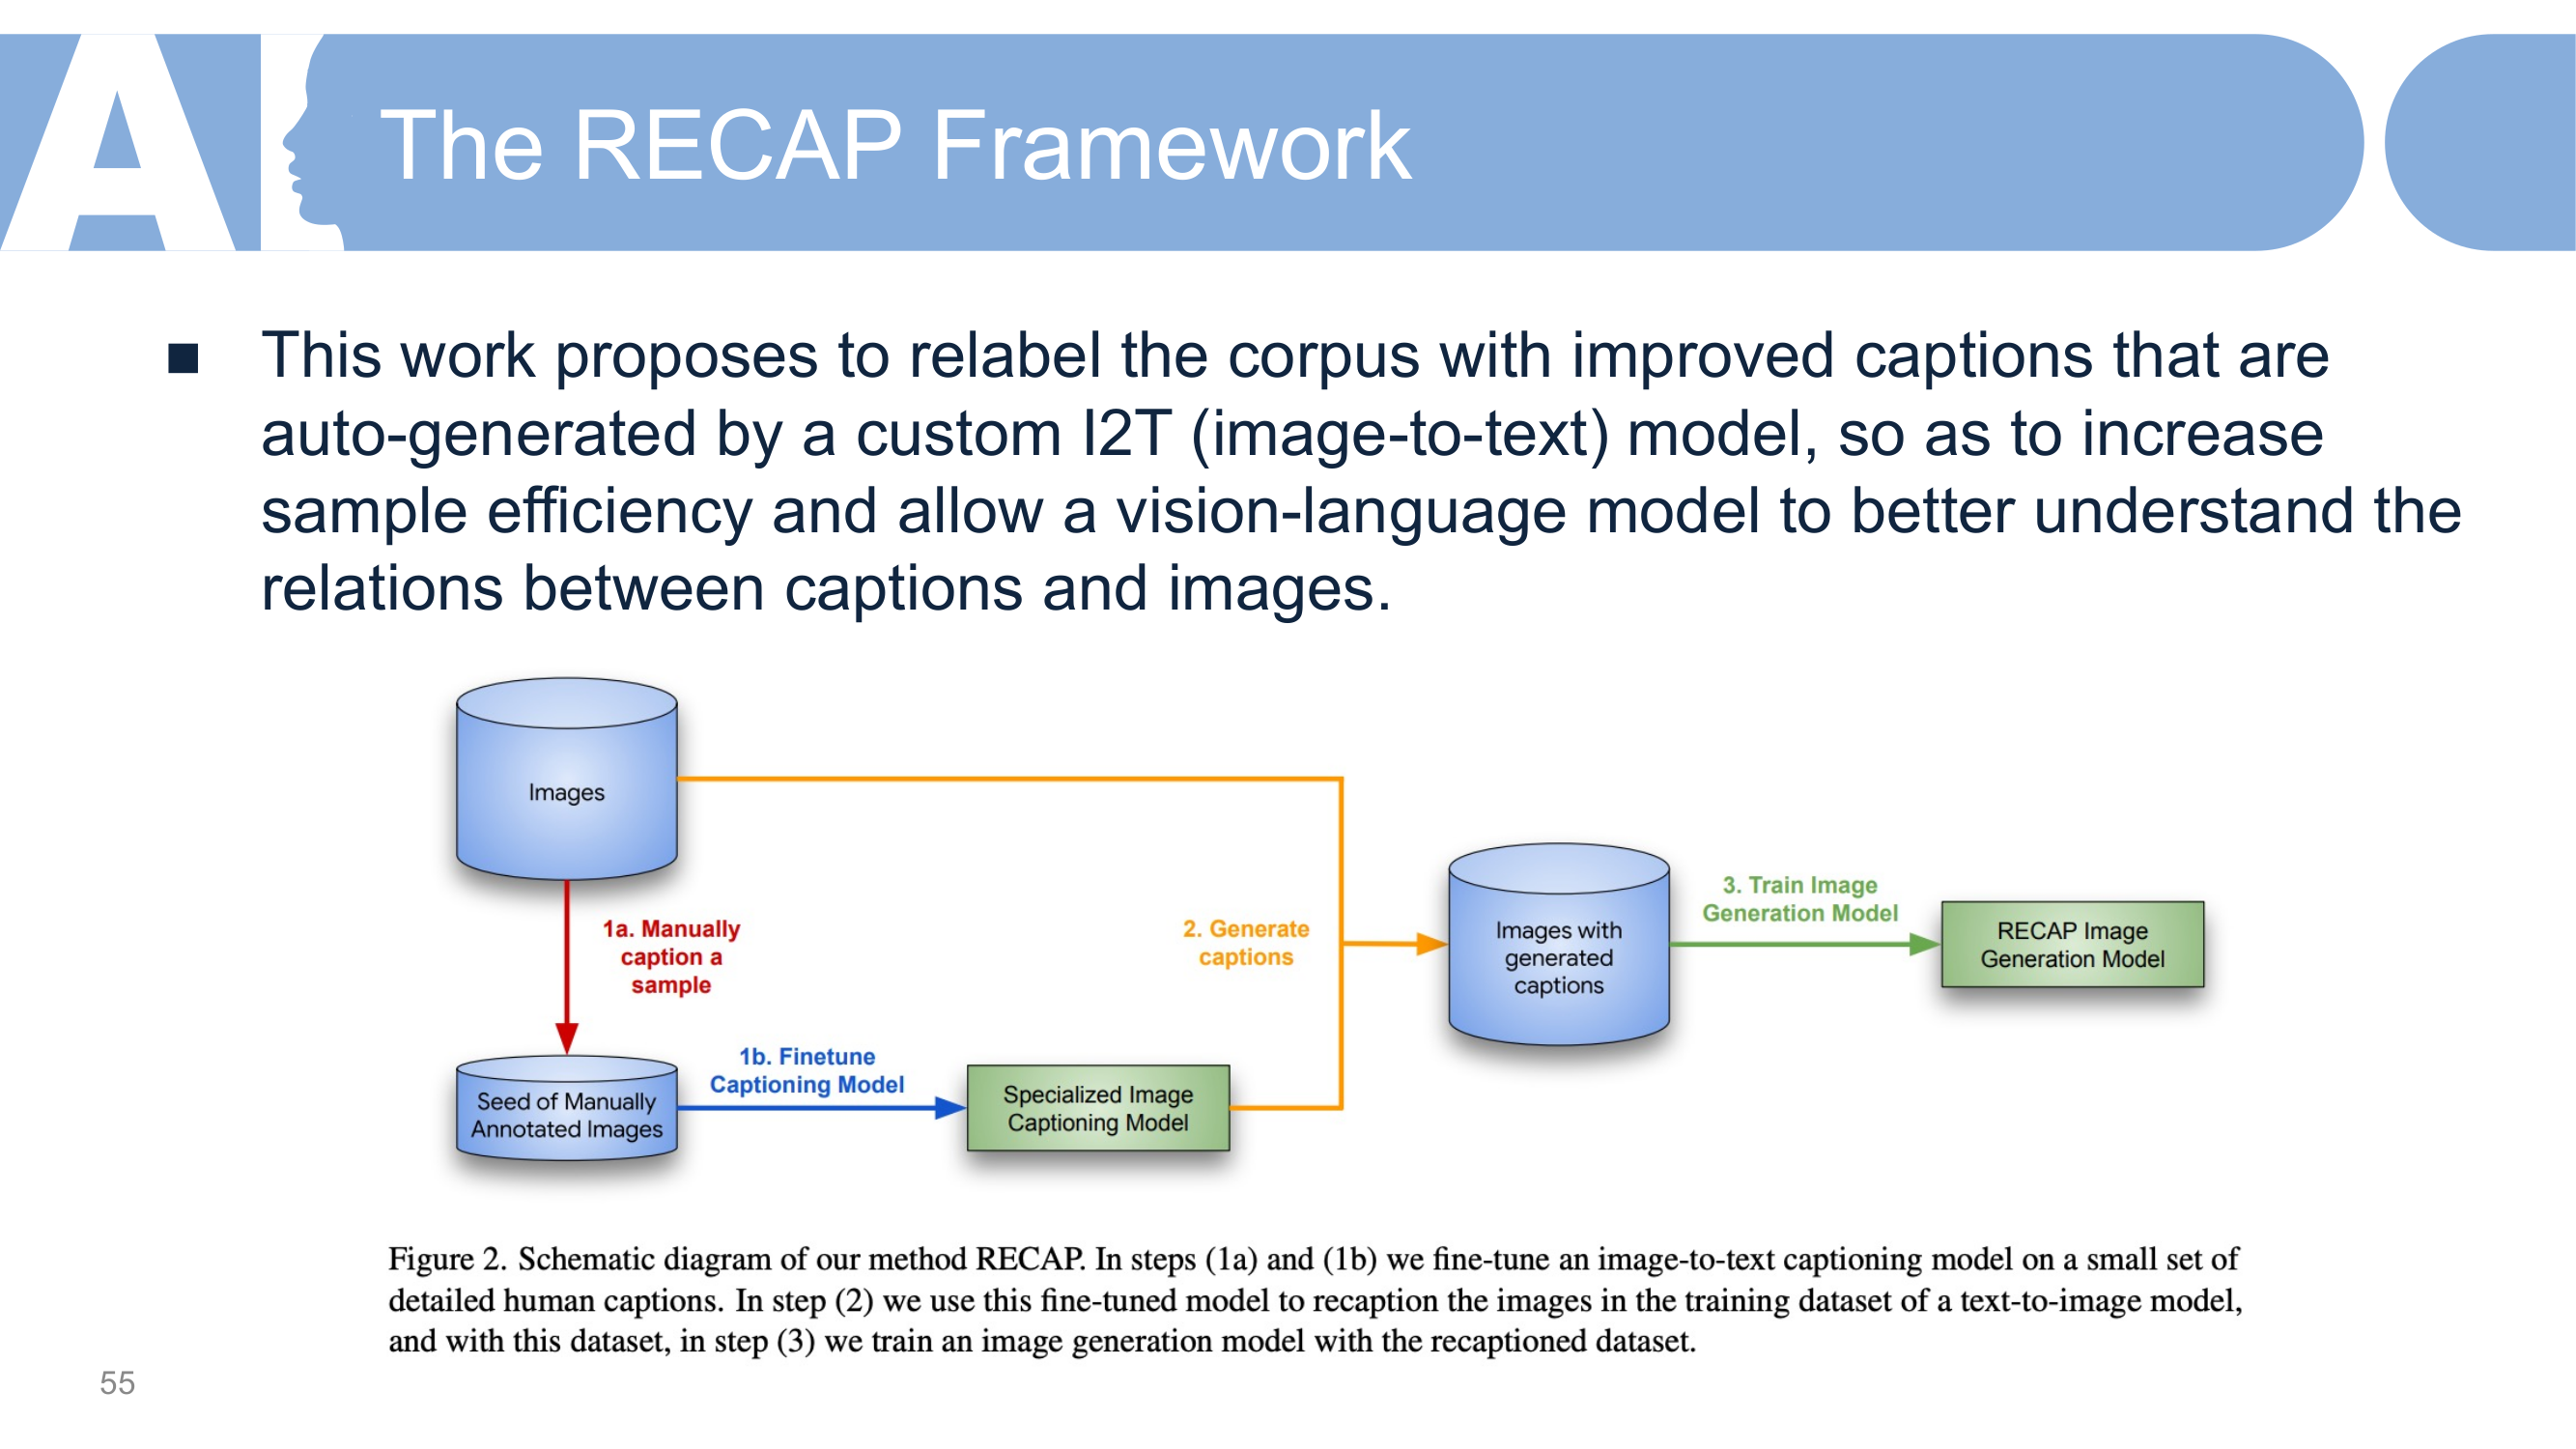 AI
The RECAP Framework
This work proposes to relabel the corpus with improved captions that are
auto-generated by a custom I2T (image-to-text) model, so as to increase
sample efficiency and allow a vision-language model to better understand the
relations between captions and images.
Images
1a. Manually
caption a
sample
Seed of Manually
Annotated Images
1b. Finetune
Captioning Model
Specialized Image
Captioning Model
2. Generate
captions
Images with
generated
captions
3. Train Image
Generation Model
RECAP Image
Generation Model
Figure 2. Schematic diagram of our method RECAP. In steps (1a) and (1b) we fine-tune an image-to-text captioning model on a small set of
detailed human captions. In step (2) we use this fine-tuned model to recaption the images in the training dataset of a text-to-image model,
and with this dataset, in step (3) we train an image generation model with the recaptioned dataset.
55